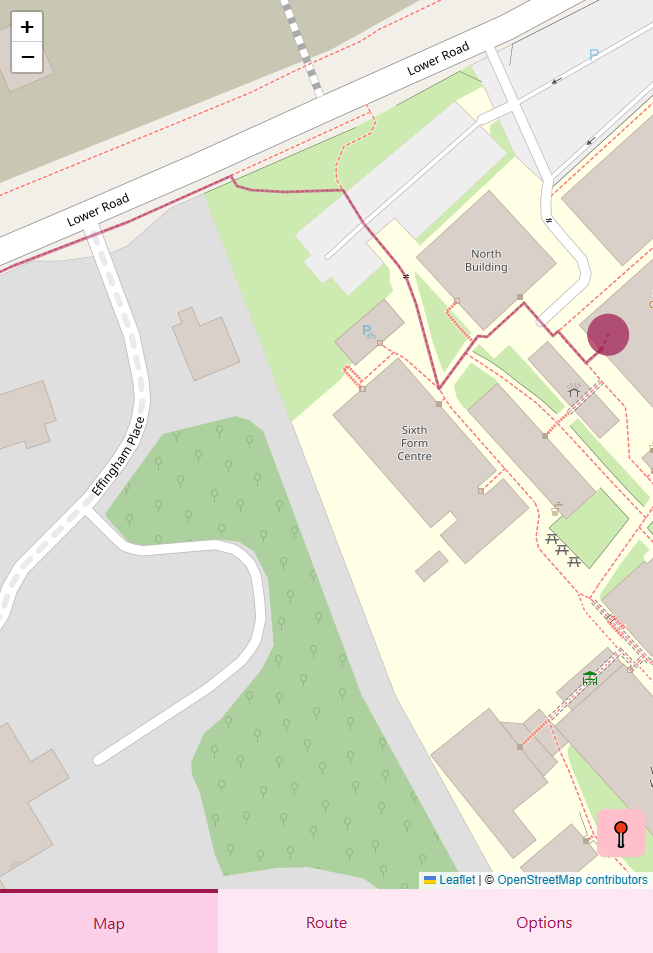 +
−
P
Lower Road
Lower Road
North
Building
Sixth
Form
Centre
Effingham Place
Leaflet | © OpenStreetMap contributors
Map
Route
Options